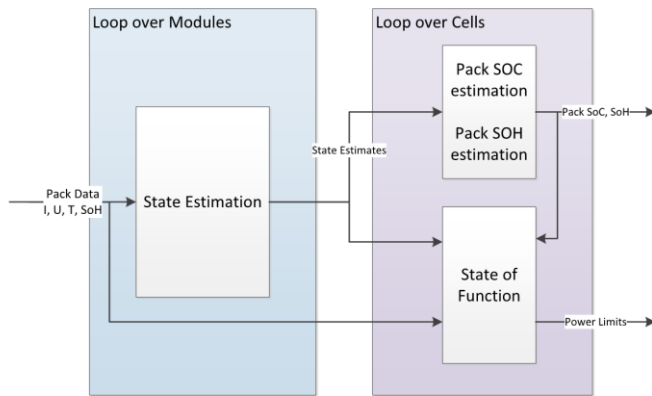 Loop over Modules
Loop over Cells
Pack SOC
estimation
Pack SOH
estimation
Pack SoC, SoH
State Estimates
Pack Data
I, U, T, SoH
State Estimation
State of
Function
Power Limits